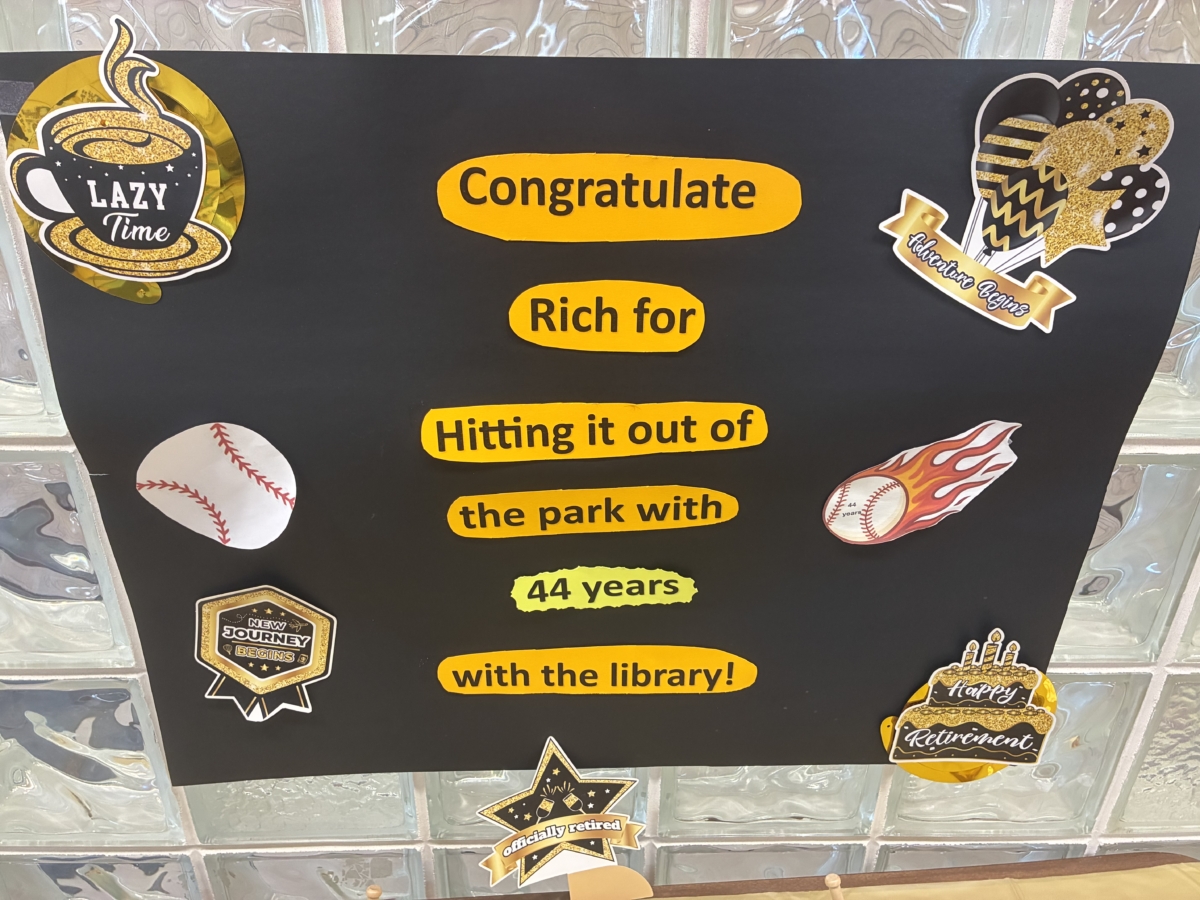 LAZY
Time
Adventure Begins
Congratulate
Rich for
Hitting it out of
the park with
44 years
with the library!
44
years
NEW
JOURNEY
BEGINS
Happy
Retirement
officially retired